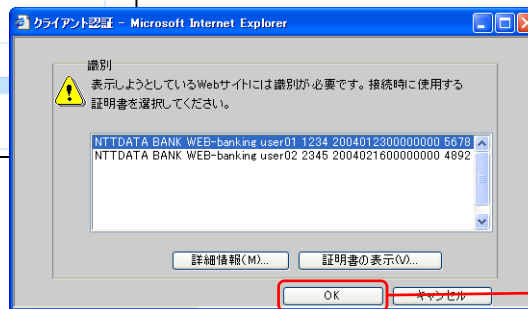 クライアント認証 - Microsoft Internet Explorer
識別
表示しようとしているWebサイトには識別が必要です。接続時に使用する
証明書を選択してください。
NTTDATA BANK WEB-banking user01 1234 2004012300000000 5678
NTTDATA BANK WEB-banking user02 2345 2004021600000000 4892
詳細情報(M)... 証明書の表示(V)...
OK キャンセル